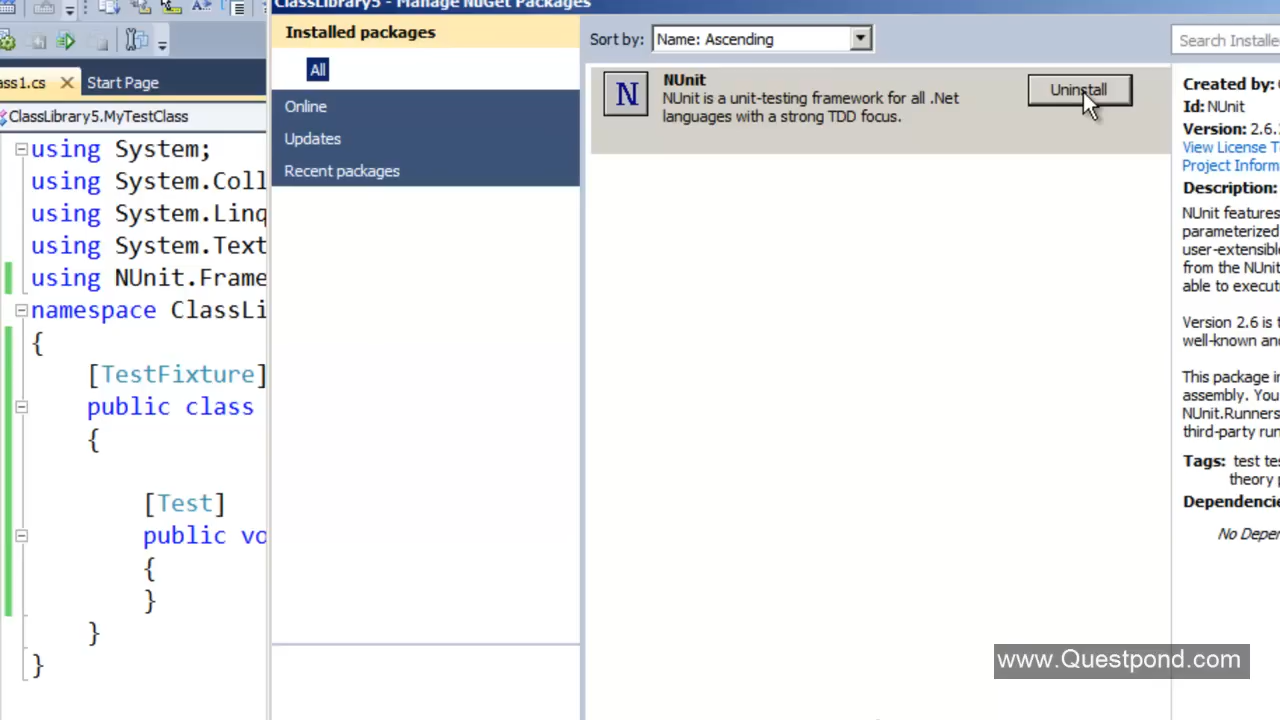 ClassLibrary5 - Manage NuGet Packages
ass1.cs
Start Page
ClassLibrary5.MyTestClass
using System;
using System.Coll
using System.Linq
using System.Text
using NUnit.Frame
namespace ClassLi
{
[TestFixture]
public class
{
[Test]
public vo
{
}
}
}
Installed packages
All
Online
Updates
Recent packages
Sort by:
Name: Ascending
N
NUnit
NUnit is a unit-testing framework for all .Net
languages with a strong TDD focus.
Uninstall
Search Installe
Created by:
Id: NUnit
Version: 2.6.
View License T
Project Inform
Description:
NUnit features
parameterized
user-extensible
from the NUnit
able to execut
Version 2.6 is t
well-known and
This package in
assembly. You
NUnit.Runners
third-party run
Tags: test tes
theory p
Dependencie
No Depen
www.Questpond.com